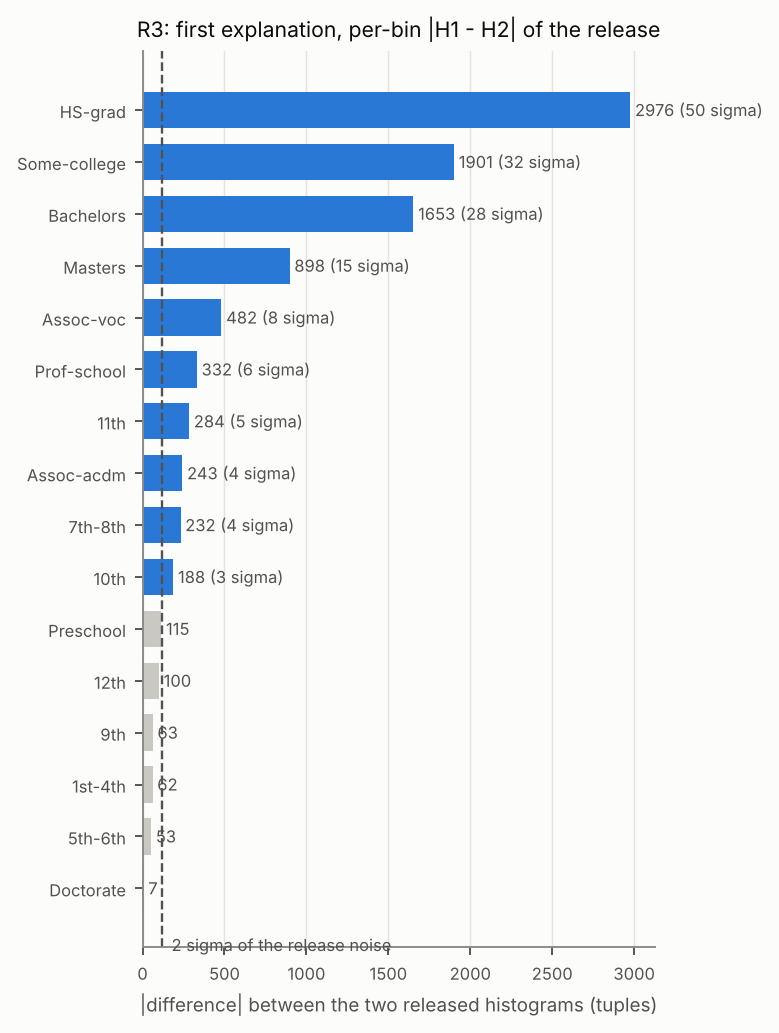 R3: first explanation, per-bin |H1 - H2| of the release
HS-grad 2976 (50 sigma)
Some-college 1901 (32 sigma)
Bachelors 1653 (28 sigma)
Masters 898 (15 sigma)
Assoc-voc 482 (8 sigma)
Prof-school 332 (6 sigma)
11th 284 (5 sigma)
Assoc-acdm 243 (4 sigma)
7th-8th 232 (4 sigma)
10th 188 (3 sigma)
Preschool 115
12th 100
9th 63
1st-4th 62
5th-6th 53
Doctorate 7
2 sigma of the release noise
0 500 1000 1500 2000 2500 3000
|difference| between the two released histograms (tuples)